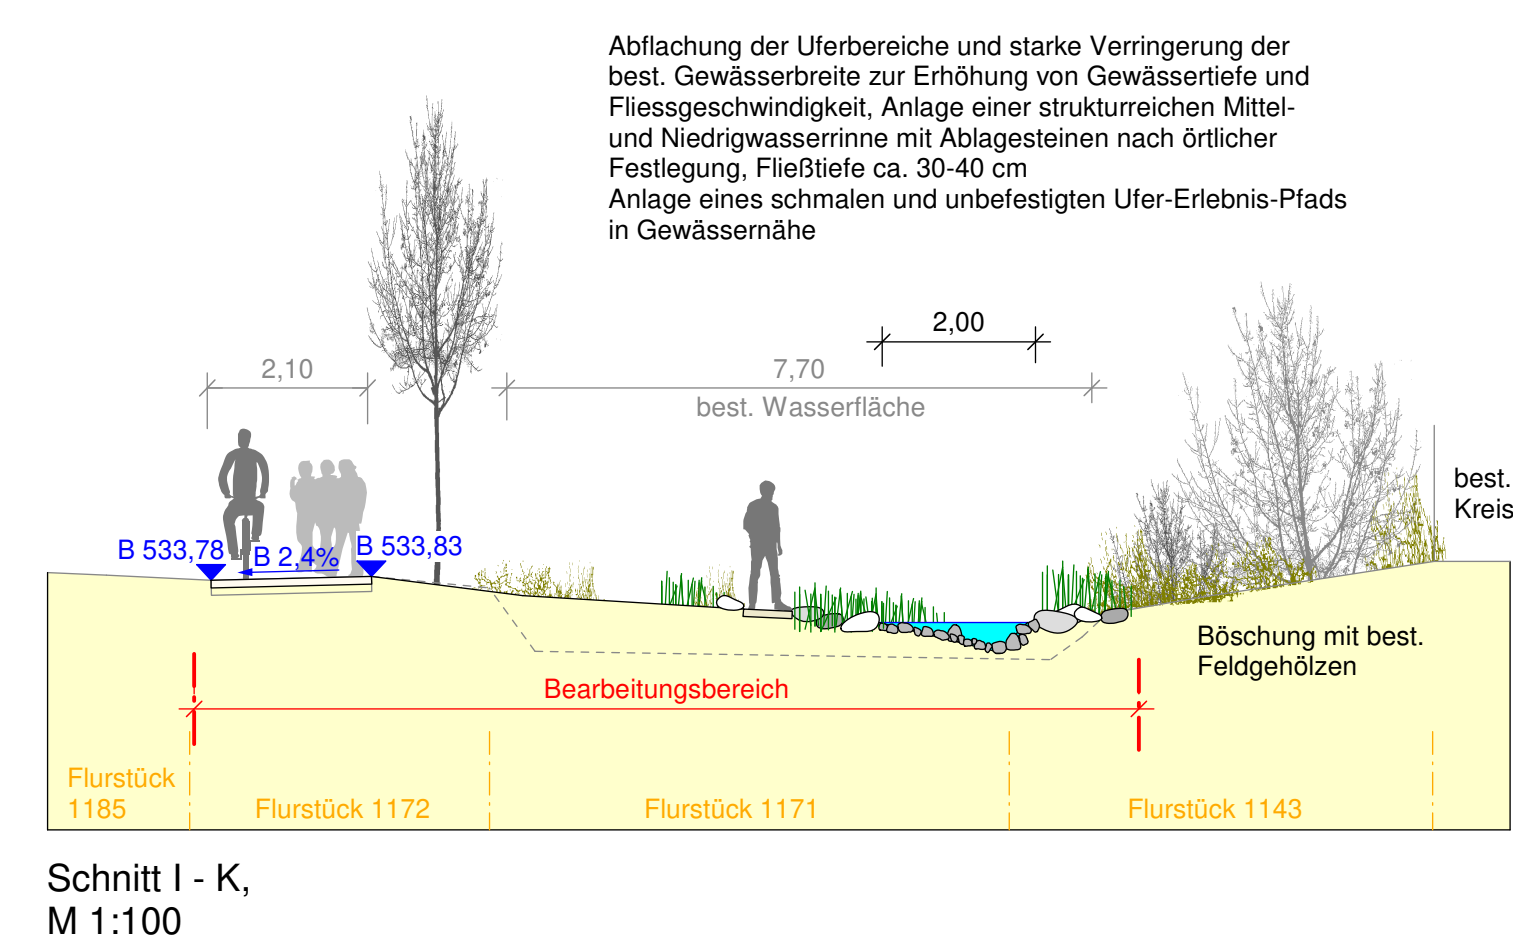 Abflachung der Uferbereiche und starke Verringerung der
best. Gewässerbreite zur Erhöhung von Gewässertiefe und
Fliessgeschwindigkeit, Anlage einer strukturreichen Mittel-
und Niedrigwasserrinne mit Ablagesteinen nach örtlicher
Festlegung, Fließtiefe ca. 30-40 cm
Anlage eines schmalen und unbefestigten Ufer-Erlebnis-Pfads
in Gewässernähe
2,00
2,10
7,70
best. Wasserfläche
best.
Kreis
B 533,78
B 2,4%
B 533,83
Böschung mit best.
Feldgehölzen
Bearbeitungsbereich
Flurstück
1185
Flurstück 1172
Flurstück 1171
Flurstück 1143
Schnitt I - K,
M 1:100